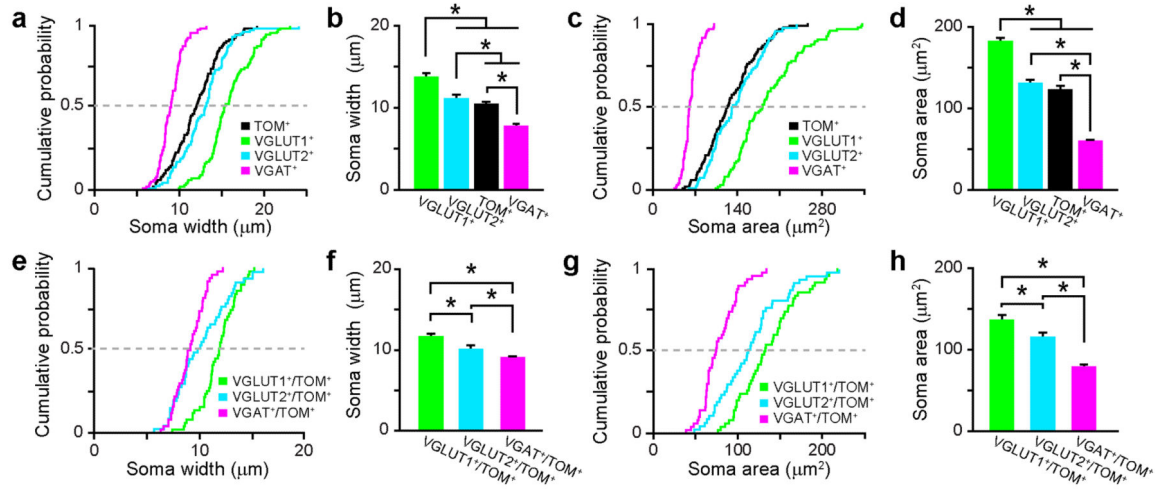 a
Cumulative probability
1
0.5
0
TOM⁺
VGLUT1⁺
VGLUT2⁺
VGAT⁺
0
10
20
Soma width (μm)
b
Soma width (μm)
20
10
0
*
*
*
VGLUT1⁺
VGLUT2⁺
TOM⁺
VGAT⁺
c
Cumulative probability
1
0.5
0
TOM⁺
VGLUT1⁺
VGLUT2⁺
VGAT⁺
0
140
280
Soma area (μm²)
d
Soma area (μm²)
200
100
0
*
*
*
VGLUT1⁺
VGLUT2⁺
TOM⁺
VGAT⁺
e
Cumulative probability
1
0.5
0
VGLUT1⁺/TOM⁺
VGLUT2⁺/TOM⁺
VGAT⁺/TOM⁺
0
10
20
Soma width (μm)
f
Soma width (μm)
20
10
0
*
*
*
VGLUT1⁺/TOM⁺
VGLUT2⁺/TOM⁺
VGAT⁺/TOM⁺
g
Cumulative probability
1
0.5
0
VGLUT1⁺/TOM⁺
VGLUT2⁺/TOM⁺
VGAT⁺/TOM⁺
0
100
200
Soma area (μm²)
h
Soma area (μm²)
200
100
0
*
*
*
VGLUT1⁺/TOM⁺
VGLUT2⁺/TOM⁺
VGAT⁺/TOM⁺